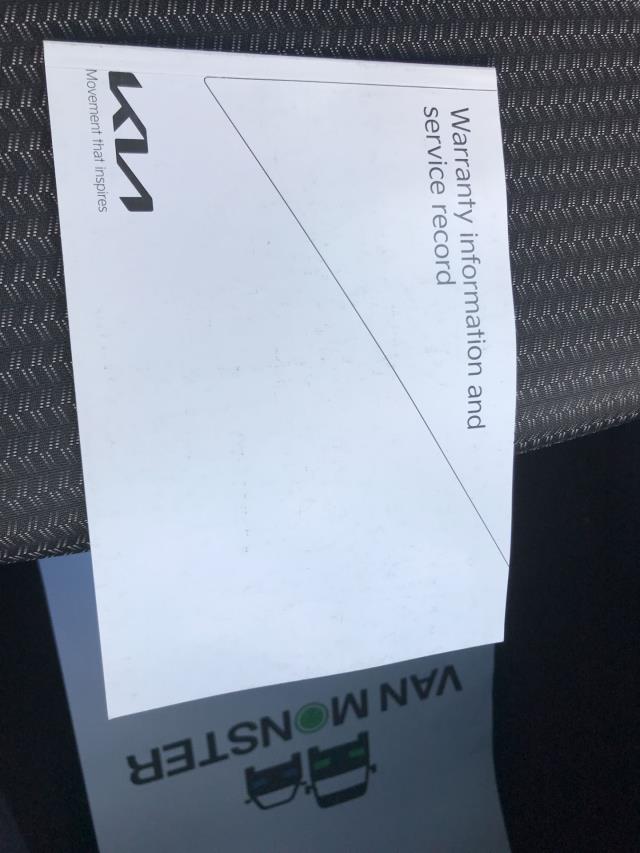 Warranty information and
service record
KIA
Movement that inspires
VAN MONSTER